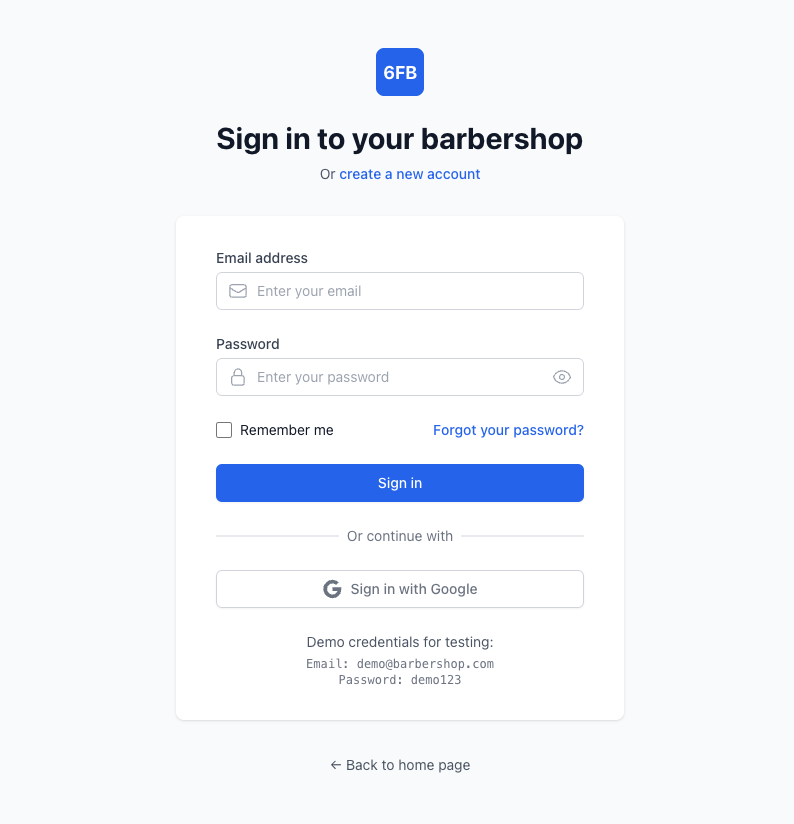 6FB
Sign in to your barbershop
Or create a new account
Email address
Enter your email
Password
Enter your password
Remember me
Forgot your password?
Sign in
Or continue with
G Sign in with Google
Demo credentials for testing:
Email: demo@barbershop.com
Password: demo123
← Back to home page